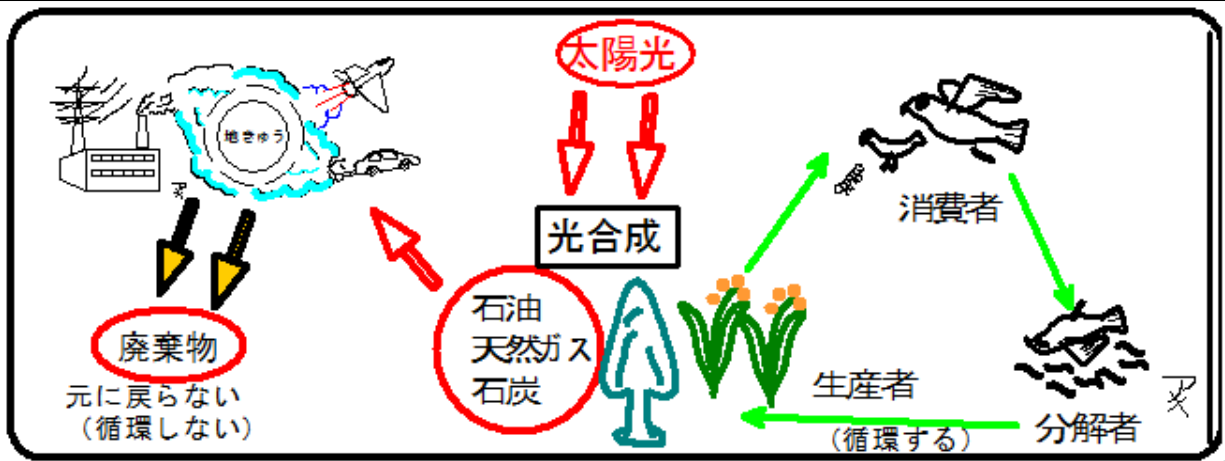 太陽光
地きゅう
消費者
光合成
石油
天然ガス
石炭
廃棄物
元に戻らない
(循環しない)
生産者
(循環する)
分解者